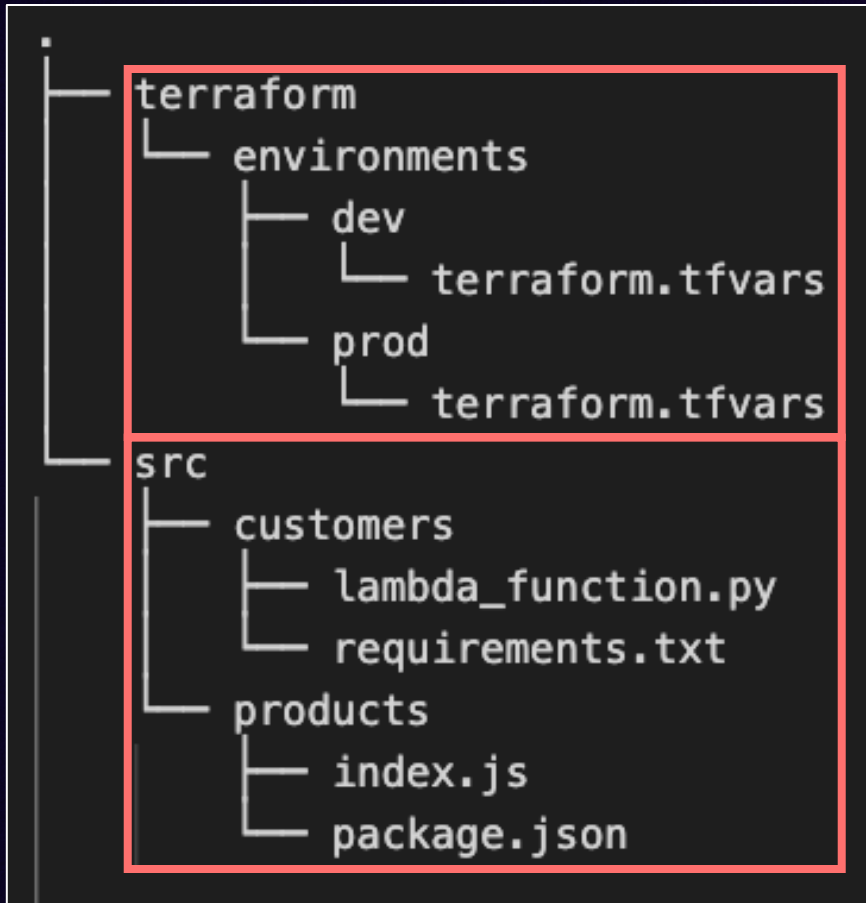 .
├── terraform
│   └── environments
│       ├── dev
│       │   └── terraform.tfvars
│       └── prod
│           └── terraform.tfvars
└── src
    ├── customers
    │   ├── lambda_function.py
    │   └── requirements.txt
    └── products
        ├── index.js
        └── package.json